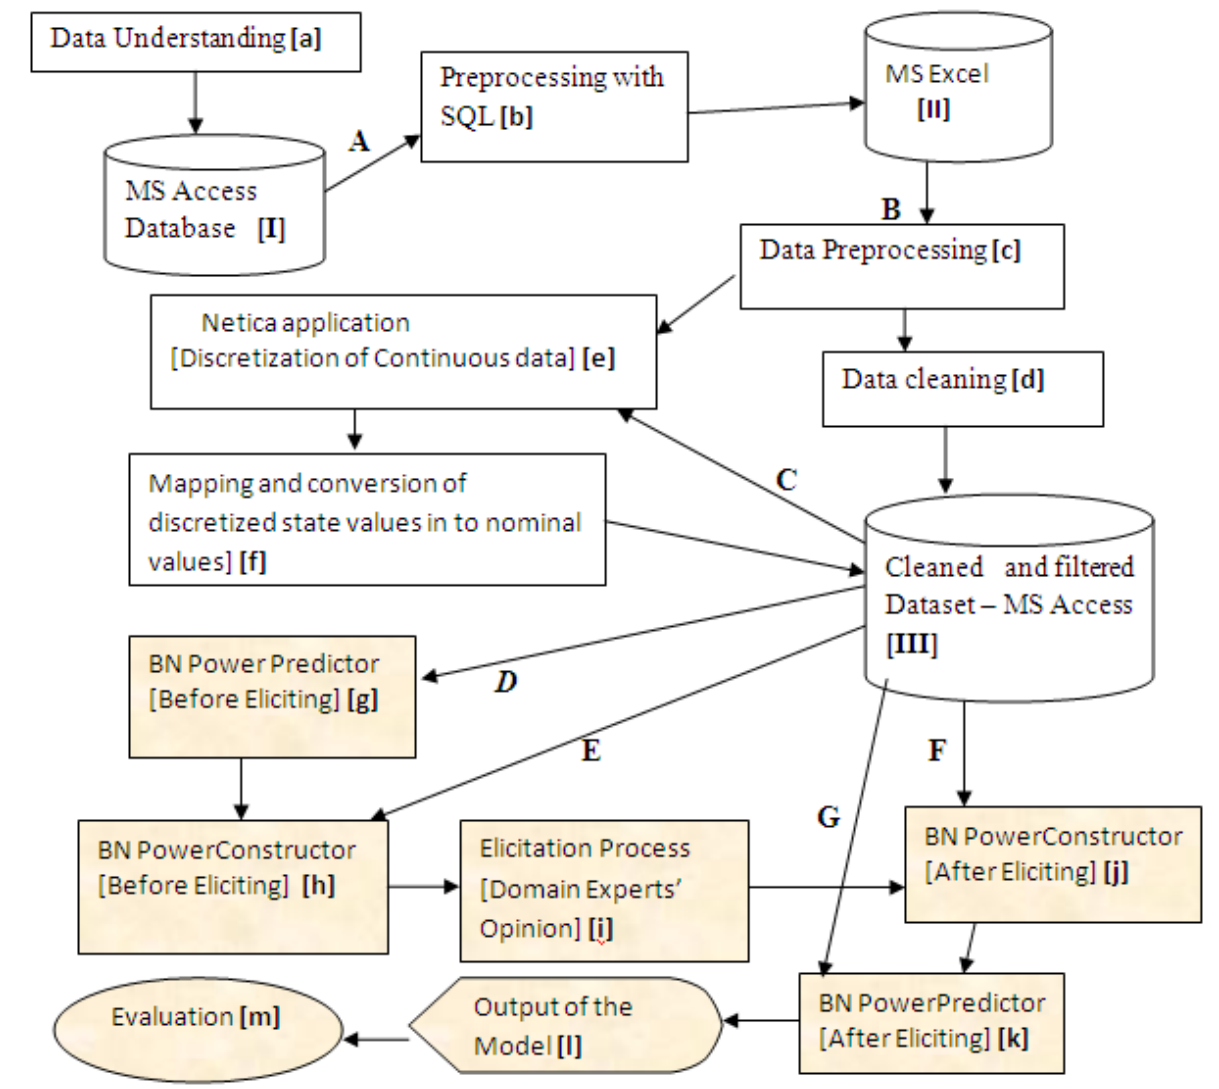 Data Understanding [a]
MS Access
Database [I]
A
Preprocessing with
SQL [b]
MS Excel
[II]
B
Data Preprocessing [c]
Netica application
[Discretization of Continuous data] [e]
Data cleaning [d]
C
Mapping and conversion of
discretized state values in to nominal
values] [f]
Cleaned and filtered
Dataset – MS Access
[III]
BN Power Predictor
[Before Eliciting] [g]
D
E
F
G
BN PowerConstructor
[Before Eliciting] [h]
Elicitation Process
[Domain Experts’
Opinion] [i]
BN PowerConstructor
[After Eliciting] [j]
BN PowerPredictor
[After Eliciting] [k]
Output of the
Model [l]
Evaluation [m]